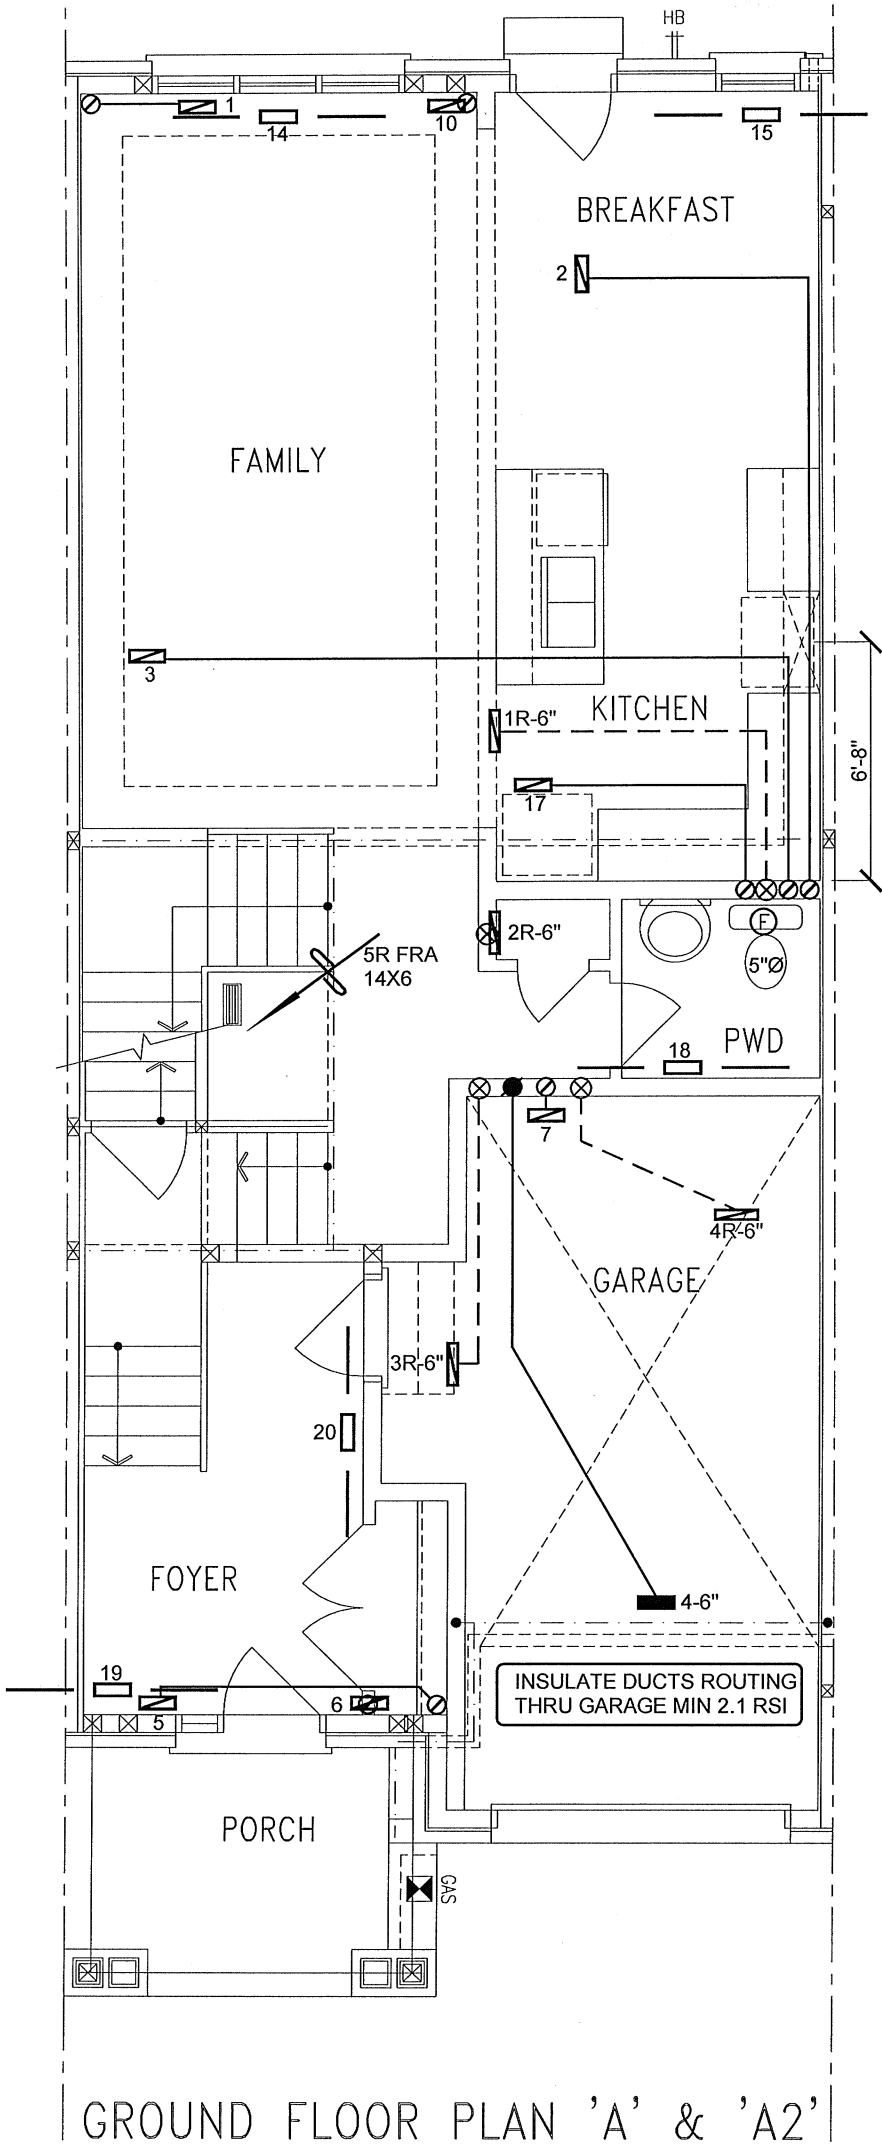 HB
1
14
10
15
BREAKFAST
2
FAMILY
3
1R-6"
KITCHEN
17
6'-8"
2R-6"
F
5"Ø
5R FRA
14X6
PWD
18
7
4R-6"
GARAGE
3R-6"
20
FOYER
4-6"
19
5
6
INSULATE DUCTS ROUTING
THRU GARAGE MIN 2.1 RSI
PORCH
GAS
GROUND FLOOR PLAN 'A' & 'A2'